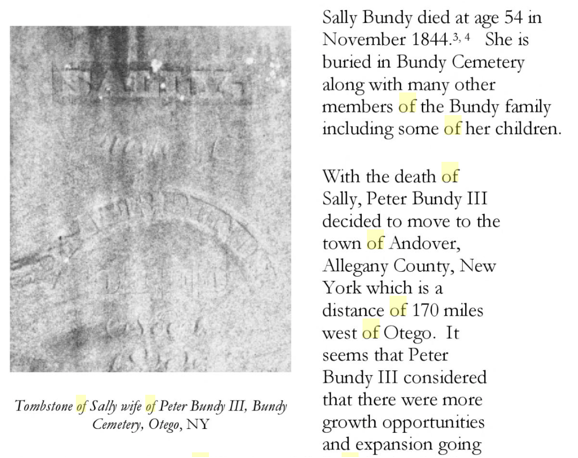 Sally Bundy died at age 54 in
November 1844.3, 4 She is
buried in Bundy Cemetery
along with many other
members of the Bundy family
including some of her children.
With the death of
Sally, Peter Bundy III
decided to move to the
town of Andover,
Allegany County, New
York which is a
distance of 170 miles
west of Otego. It
seems that Peter
Bundy III considered
that there were more
growth opportunities
and expansion going
Tombstone of Sally wife of Peter Bundy III, Bundy
Cemetery, Otego, NY